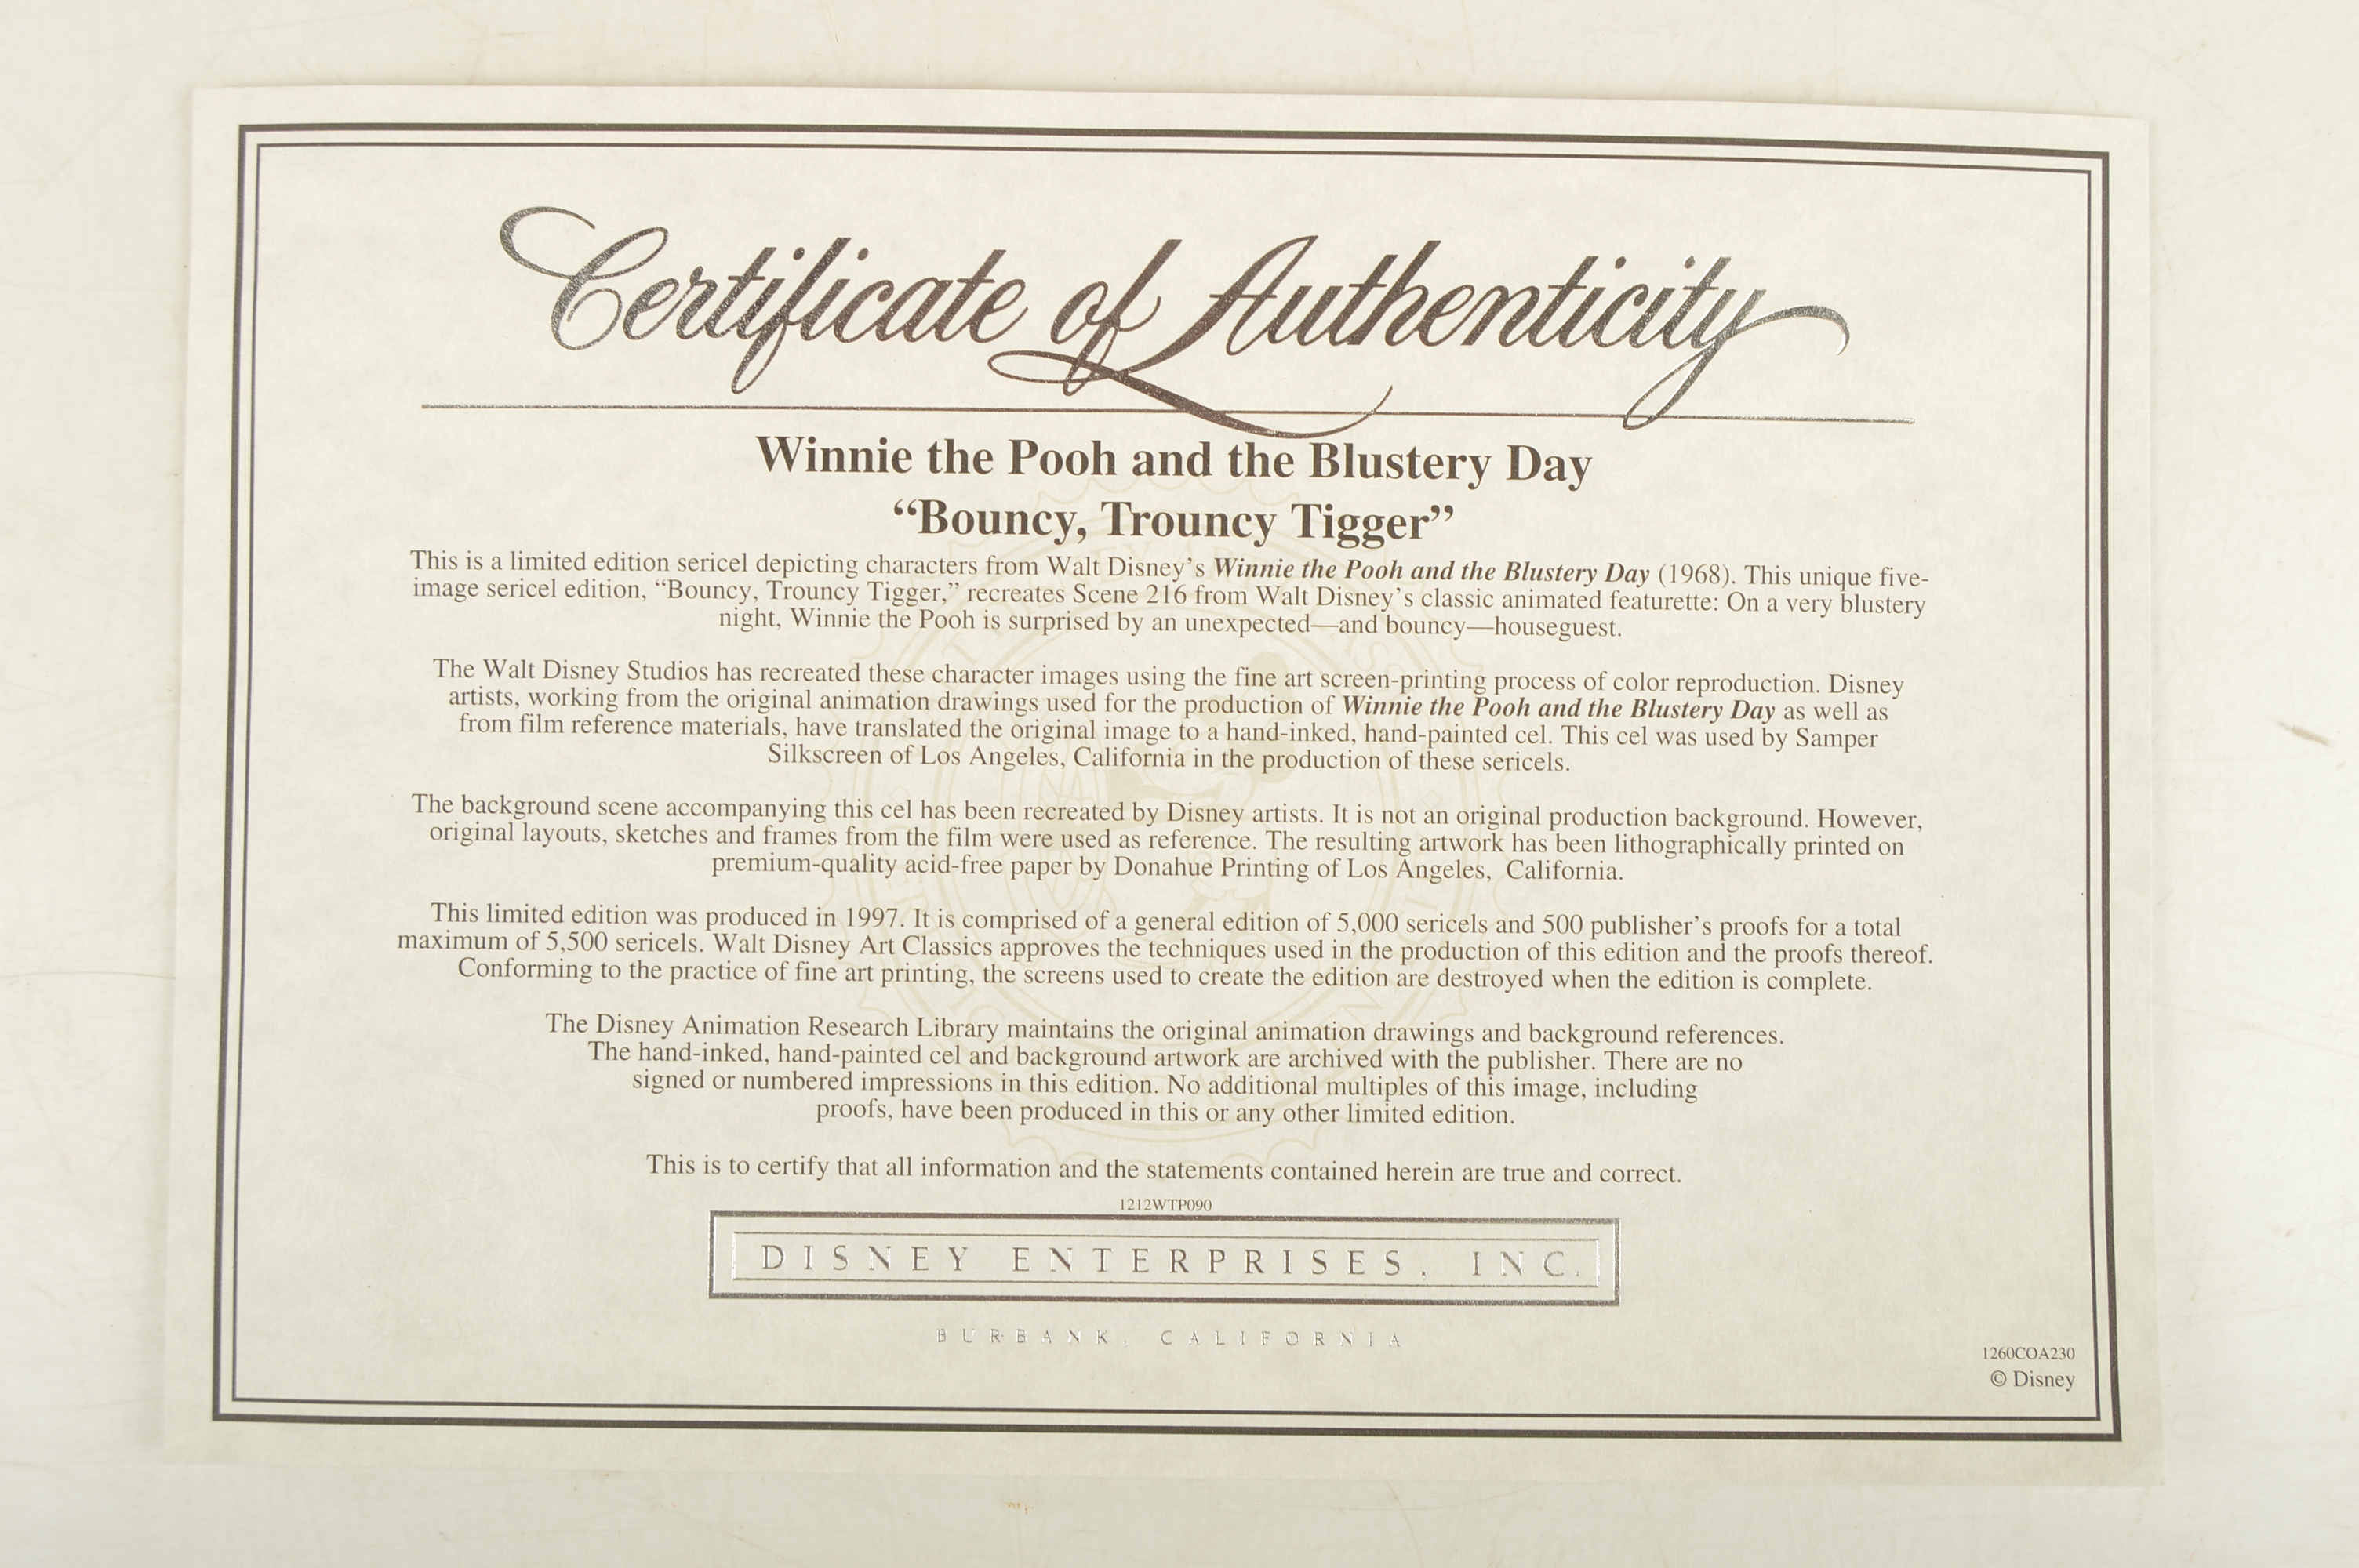 Certificate of Authenticity
Winnie the Pooh and the Blustery Day
“Bouncy, Trouncy Tigger”
This is a limited edition sericel depicting characters from Walt Disney’s Winnie the Pooh and the Blustery Day (1968). This unique five-
image sericel edition, “Bouncy, Trouncy Tigger,” recreates Scene 216 from Walt Disney’s classic animated featurette: On a very blustery
night, Winnie the Pooh is surprised by an unexpected—and bouncy—houseguest.
The Walt Disney Studios has recreated these character images using the fine art screen-printing process of color reproduction. Disney
artists, working from the original animation drawings used for the production of Winnie the Pooh and the Blustery Day as well as
from film reference materials, have translated the original image to a hand-inked, hand-painted cel. This cel was used by Samper
Silkscreen of Los Angeles, California in the production of these sericels.
The background scene accompanying this cel has been recreated by Disney artists. It is not an original production background. However,
original layouts, sketches and frames from the film were used as reference. The resulting artwork has been lithographically printed on
premium-quality acid-free paper by Donahue Printing of Los Angeles, California.
This limited edition was produced in 1997. It is comprised of a general edition of 5,000 sericels and 500 publisher’s proofs for a total
maximum of 5,500 sericels. Walt Disney Art Classics approves the techniques used in the production of this edition and the proofs thereof.
Conforming to the practice of fine art printing, the screens used to create the edition are destroyed when the edition is complete.
The Disney Animation Research Library maintains the original animation drawings and background references.
The hand-inked, hand-painted cel and background artwork are archived with the publisher. There are no
signed or numbered impressions in this edition. No additional multiples of this image, including
proofs, have been produced in this or any other limited edition.
This is to certify that all information and the statements contained herein are true and correct.
1212WTP090
DISNEY ENTERPRISES, INC.
BURBANK, CALIFORNIA
1260COA230
© Disney